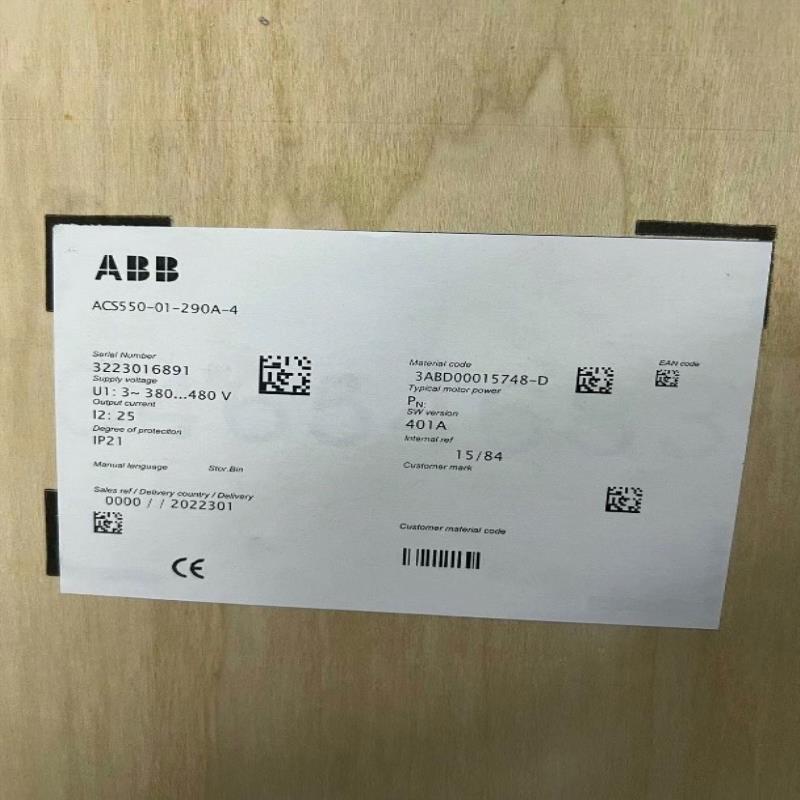 ABB
ACS550-01-290A-4
Serial Number
3223016891
Supply voltage
U1: 3~ 380...480 V
Output current
I2: 25
Degree of protection
IP21
Manual language Stor.Bin
Sales ref / Delivery country / Delivery
0000 / / 2022301
CE
Material code
3ABD00015748-D
Typical motor power
PN:
SW version
401A
Internal ref
15/84
Customer mark
Customer material code
EAN code